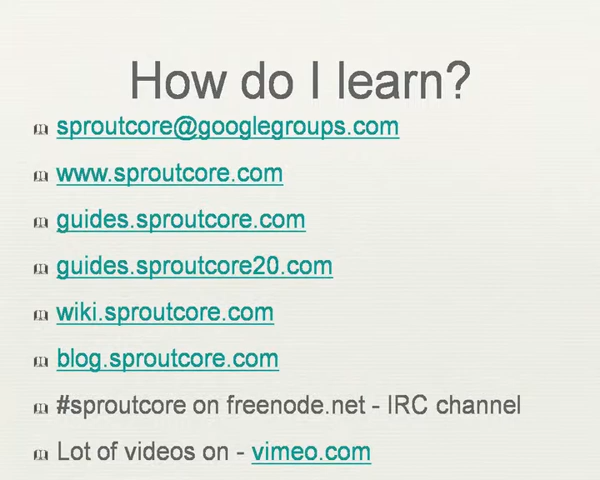 How do I learn?
sproutcore@googlegroups.com
www.sproutcore.com
guides.sproutcore.com
guides.sproutcore20.com
wiki.sproutcore.com
blog.sproutcore.com
#sproutcore on freenode.net - IRC channel
Lot of videos on - vimeo.com